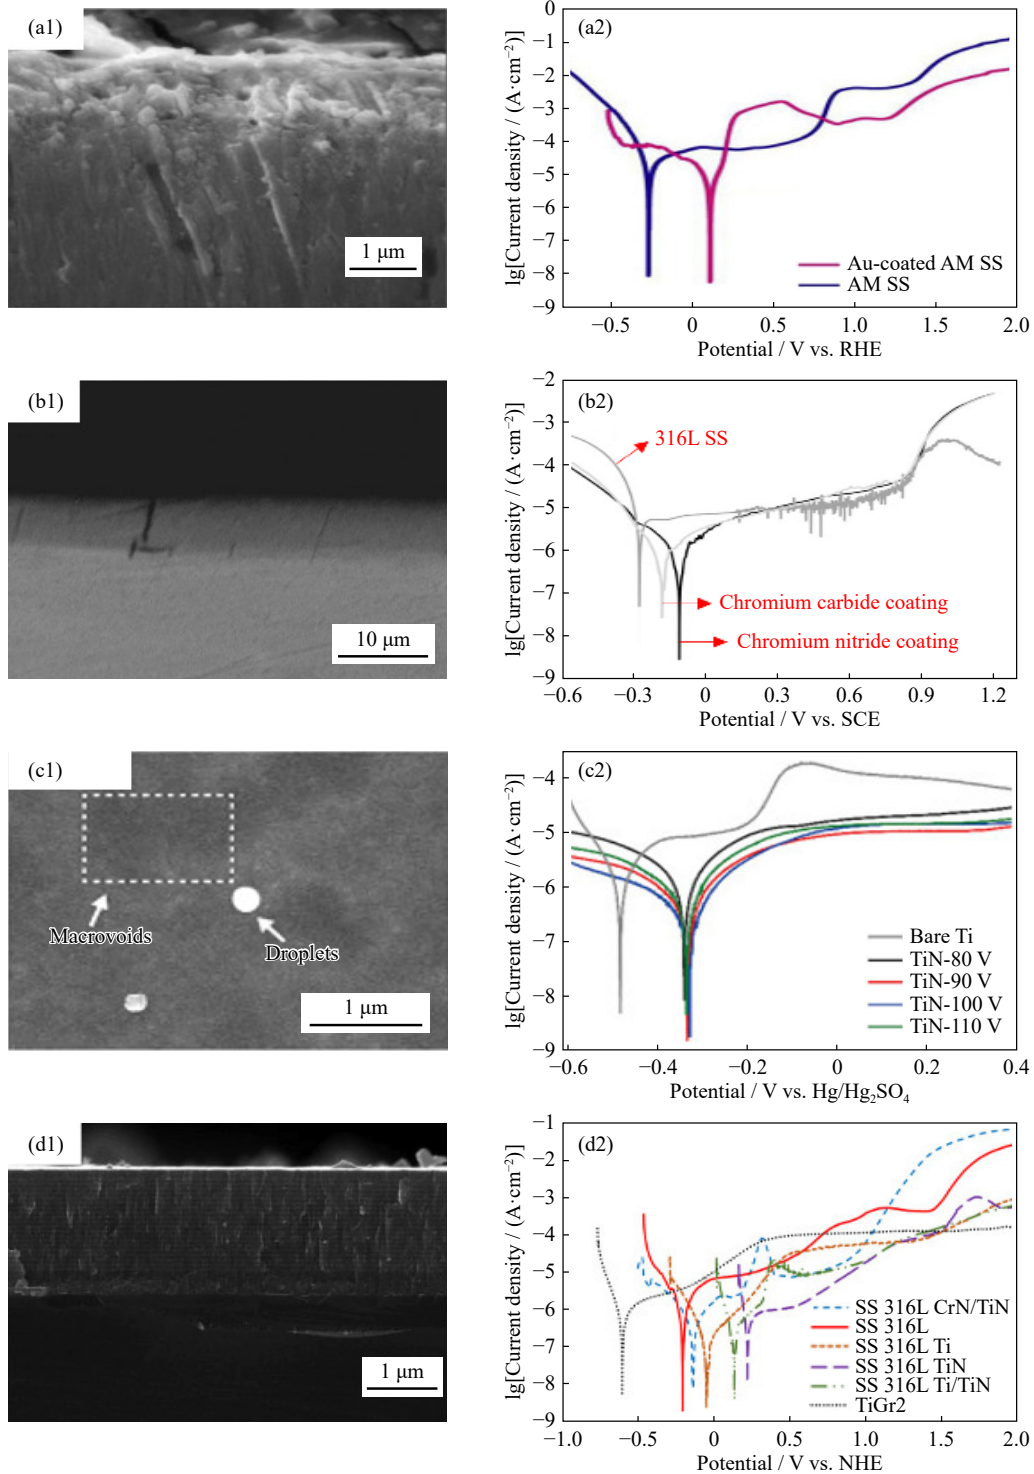 (a1)
1 μm
(a2)
lg[Current density / (A·cm⁻²)]
0
−1
−2
−3
−4
−5
−6
−7
−8
−9
Au-coated AM SS
AM SS
−0.5
0
0.5
1.0
1.5
2.0
Potential / V vs. RHE
(b1)
10 μm
(b2)
lg[Current density / (A·cm⁻²)]
−2
−3
−4
−5
−6
−7
−8
−9
316L SS
Chromium carbide coating
Chromium nitride coating
−0.6
−0.3
0
0.3
0.6
0.9
1.2
Potential / V vs. SCE
(c1)
Macrovoids
Droplets
1 μm
(c2)
lg[Current density / (A·cm⁻²)]
−4
−5
−6
−7
−8
−9
Bare Ti
TiN-80 V
TiN-90 V
TiN-100 V
TiN-110 V
−0.6
−0.4
−0.2
0
0.2
0.4
Potential / V vs. Hg/Hg₂SO₄
(d1)
1 μm
(d2)
lg[Current density / (A·cm⁻²)]
−1
−2
−3
−4
−5
−6
−7
−8
−9
SS 316L CrN/TiN
SS 316L
SS 316L Ti
SS 316L TiN
SS 316L Ti/TiN
TiGr2
−1.0
−0.5
0
0.5
1.0
1.5
2.0
Potential / V vs. NHE